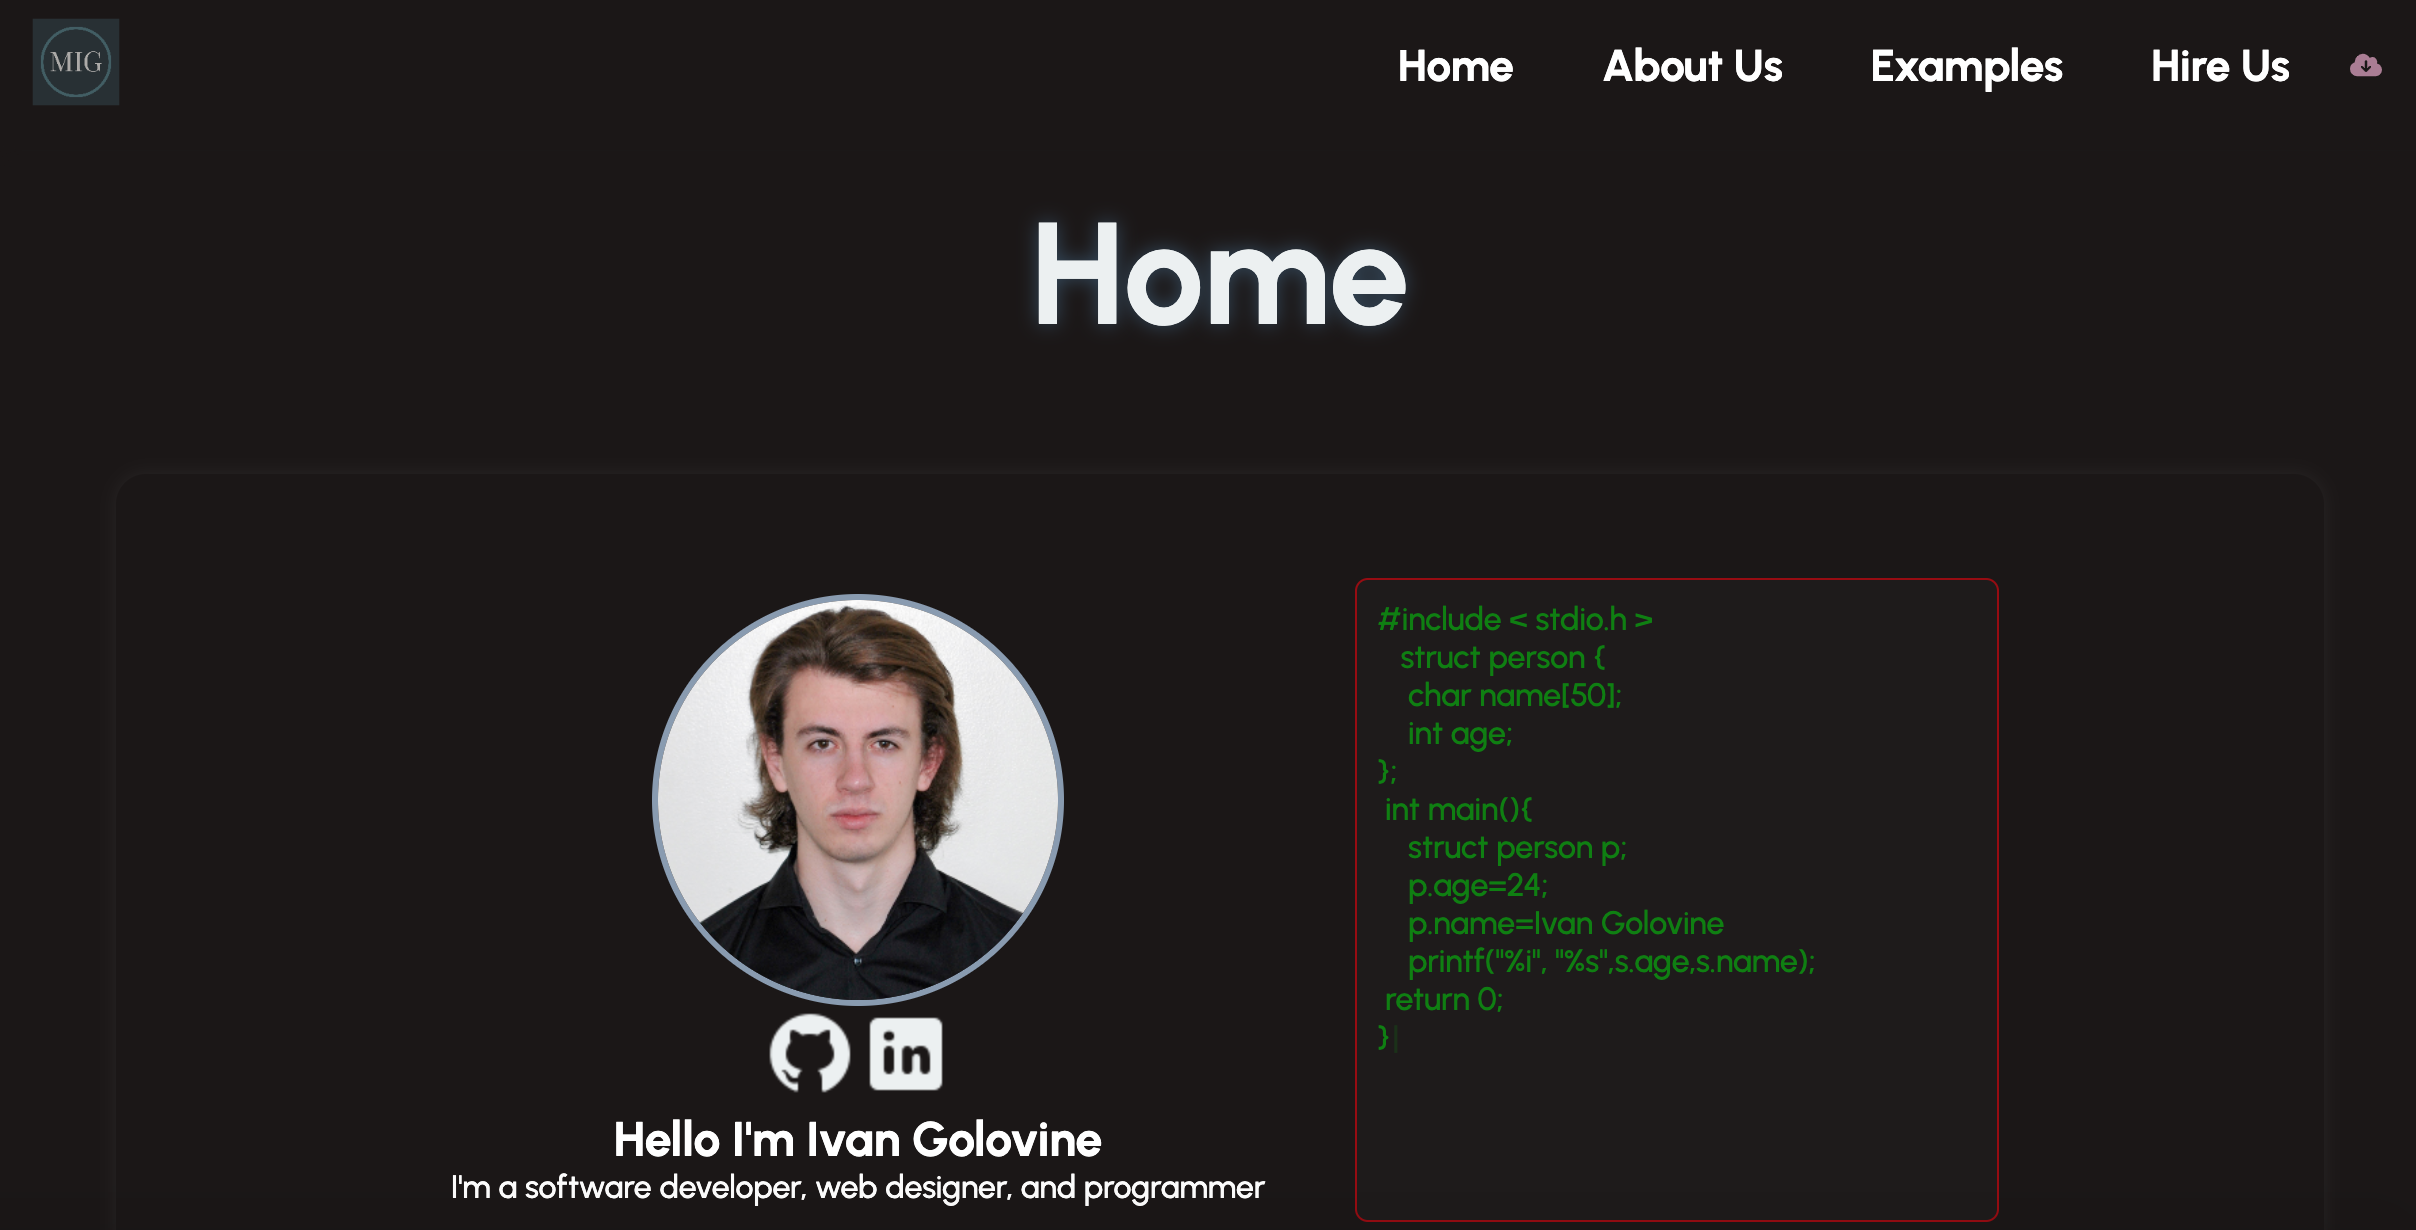 MIG
Home
About Us
Examples
Hire Us
Home
#include < stdio.h >
struct person {
char name[50];
int age;
};
int main(){
struct person p;
p.age=24;
p.name=Ivan Golovine
printf("%i", "%s",s.age,s.name);
return 0;
}
in
Hello I'm Ivan Golovine
I'm a software developer, web designer, and programmer